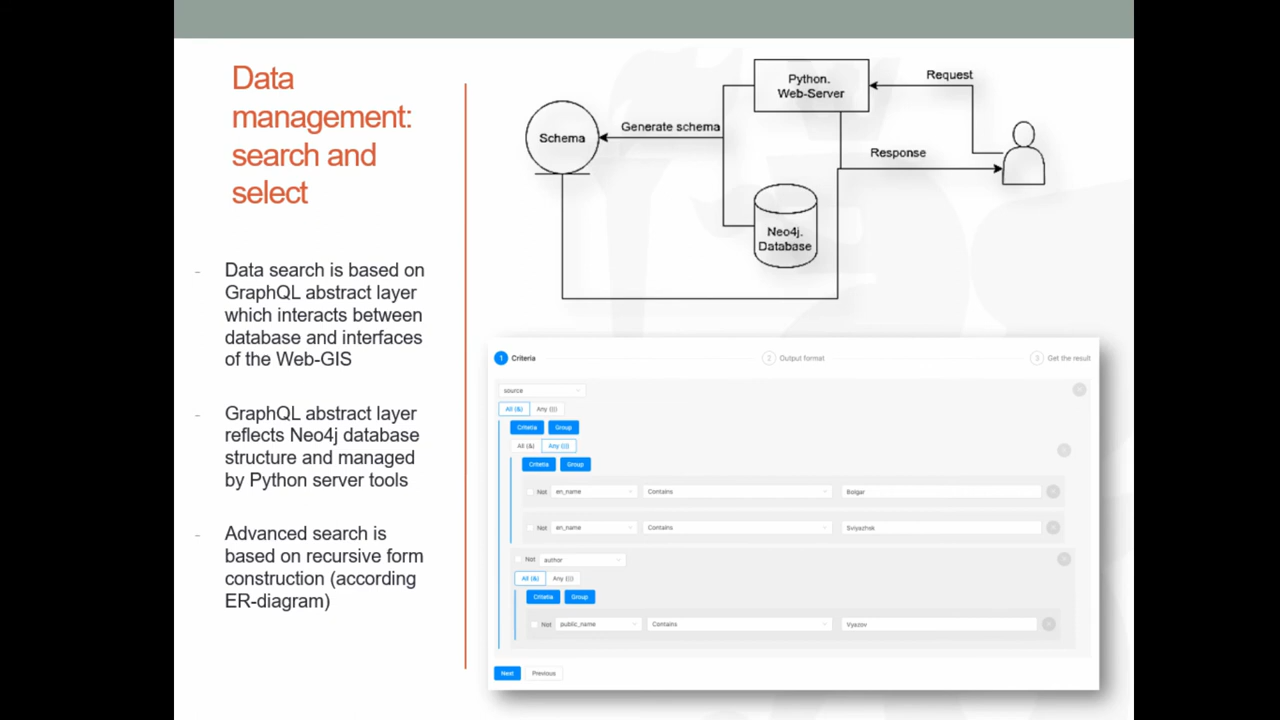 Data
management:
search and
select
- Data search is based on
GraphQL abstract layer
which interacts between
database and interfaces
of the Web-GIS
- GraphQL abstract layer
reflects Neo4j database
structure and managed
by Python server tools
- Advanced search is
based on recursive form
construction (according
ER-diagram)
Python.
Web-Server
Request
Schema
Generate schema
Response
Neo4j.
Database
1 Criteria
2 Output format
3 Get the result
source
All (&) Any (||)
Criteria Group
All (&) Any (||)
Criteria Group
Not en_name Contains Bolgar
Not en_name Contains Sviyazhsk
Not author
All (&) Any (||)
Criteria Group
Not public_name Contains Vyazov
Next Previous